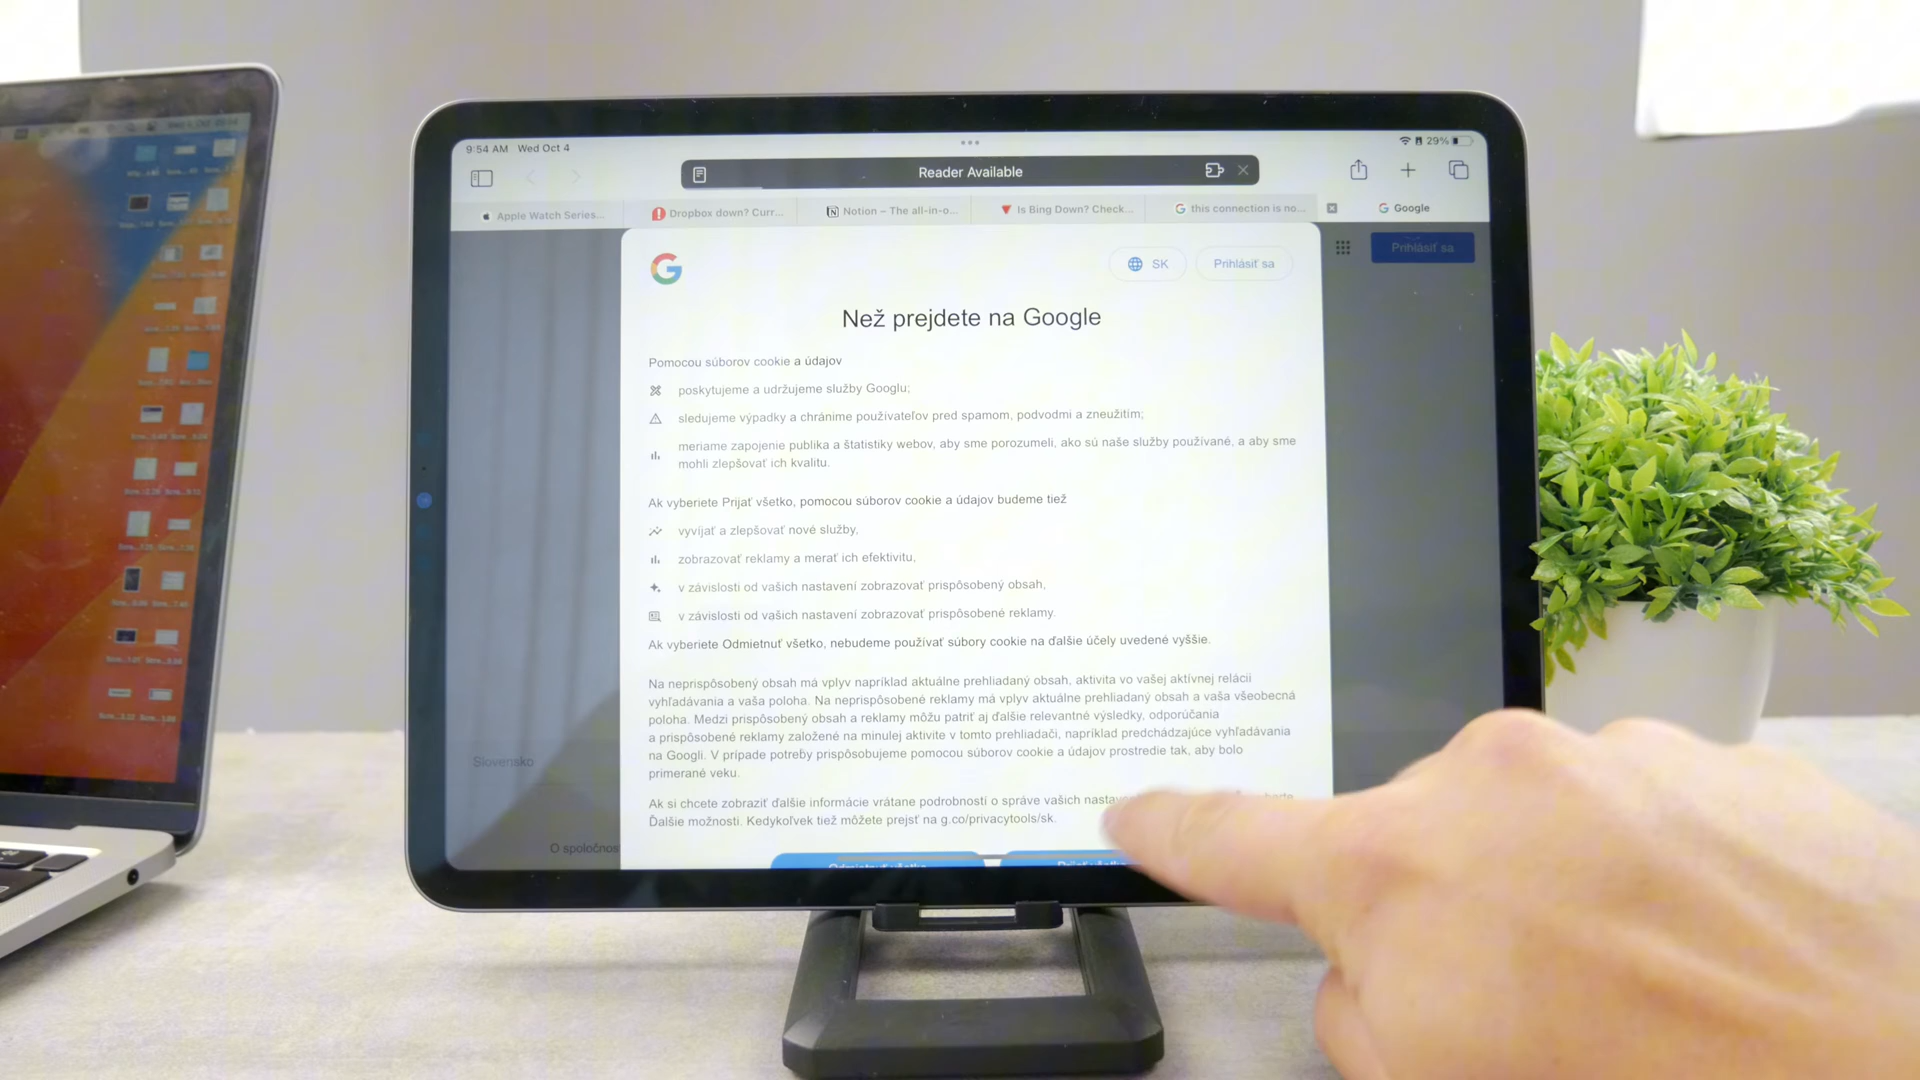 9:54 AM Wed Oct 4
29%
Reader Available
Apple Watch Series...
Dropbox down? Curr...
Notion – The all-in-o...
Is Bing Down? Check...
this connection is no...
Google
Prihlásiť sa
SK
Prihlásiť sa
Než prejdete na Google
Pomocou súborov cookie a údajov
poskytujeme a udržujeme služby Googlu;
sledujeme výpadky a chránime používateľov pred spamom, podvodmi a zneužitím;
meriame zapojenie publika a štatistiky webov, aby sme porozumeli, ako sú naše služby používané, a aby sme
mohli zlepšovať ich kvalitu.
Ak vyberiete Prijať všetko, pomocou súborov cookie a údajov budeme tiež
vyvíjať a zlepšovať nové služby,
zobrazovať reklamy a merať ich efektivitu,
v závislosti od vašich nastavení zobrazovať prispôsobený obsah,
v závislosti od vašich nastavení zobrazovať prispôsobené reklamy.
Ak vyberiete Odmietnuť všetko, nebudeme používať súbory cookie na ďalšie účely uvedené vyššie.
Na neprispôsobený obsah má vplyv napríklad aktuálne prehliadaný obsah, aktivita vo vašej aktívnej relácii
vyhľadávania a vaša poloha. Na neprispôsobené reklamy má vplyv aktuálne prehliadaný obsah a vaša všeobecná
poloha. Medzi prispôsobený obsah a reklamy môžu patriť aj ďalšie relevantné výsledky, odporúčania
a prispôsobené reklamy založené na minulej aktivite v tomto prehliadači, napríklad predchádzajúce vyhľadávania
na Googli. V prípade potreby prispôsobujeme pomocou súborov cookie a údajov prostredie tak, aby bolo
primerané veku.
Slovensko
Ak si chcete zobraziť ďalšie informácie vrátane podrobností o správe vašich
Ďalšie možnosti. Kedykoľvek tiež môžete prejsť na g.co/privacytools/sk.
O spoločnos
Odmietnuť všetko
Prijať všetko